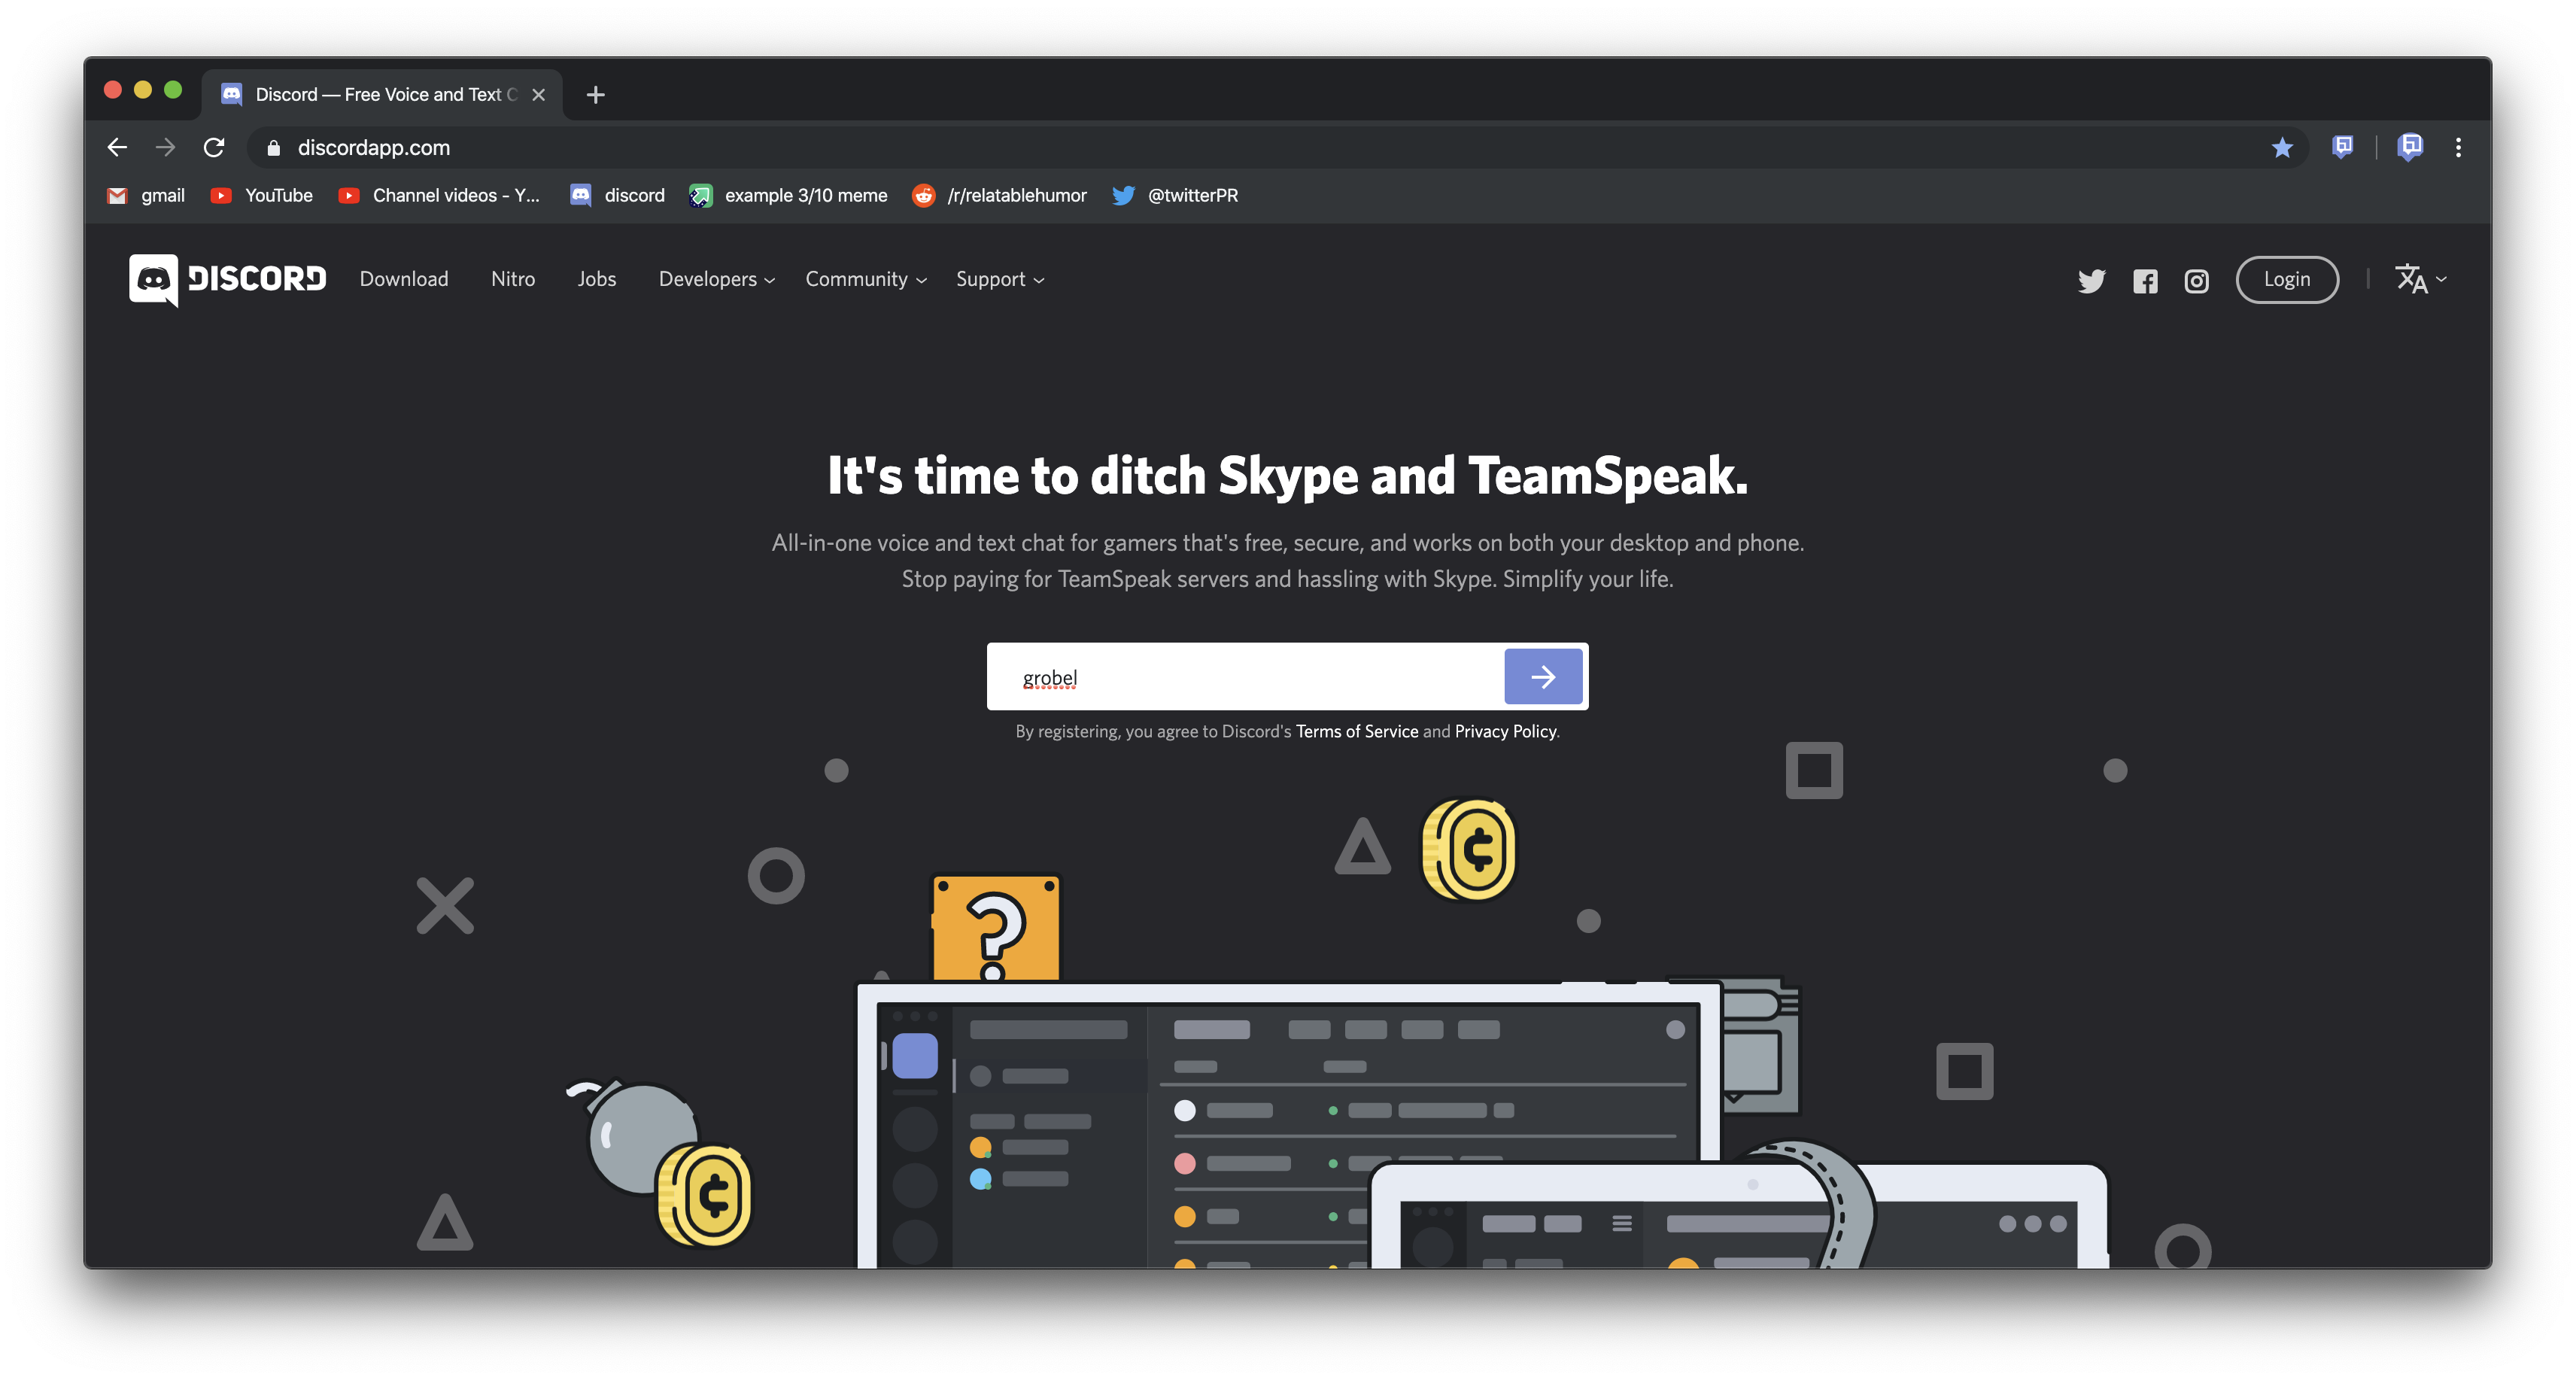 Discord — Free Voice and Text C
discordapp.com
gmail YouTube Channel videos - Y... discord example 3/10 meme /r/relatablehumor @twitterPR
DISCORD Download Nitro Jobs Developers Community Support Login
It's time to ditch Skype and TeamSpeak.
All-in-one voice and text chat for gamers that's free, secure, and works on both your desktop and phone.
Stop paying for TeamSpeak servers and hassling with Skype. Simplify your life.
grobel
By registering, you agree to Discord's Terms of Service and Privacy Policy.
?
¢
¢